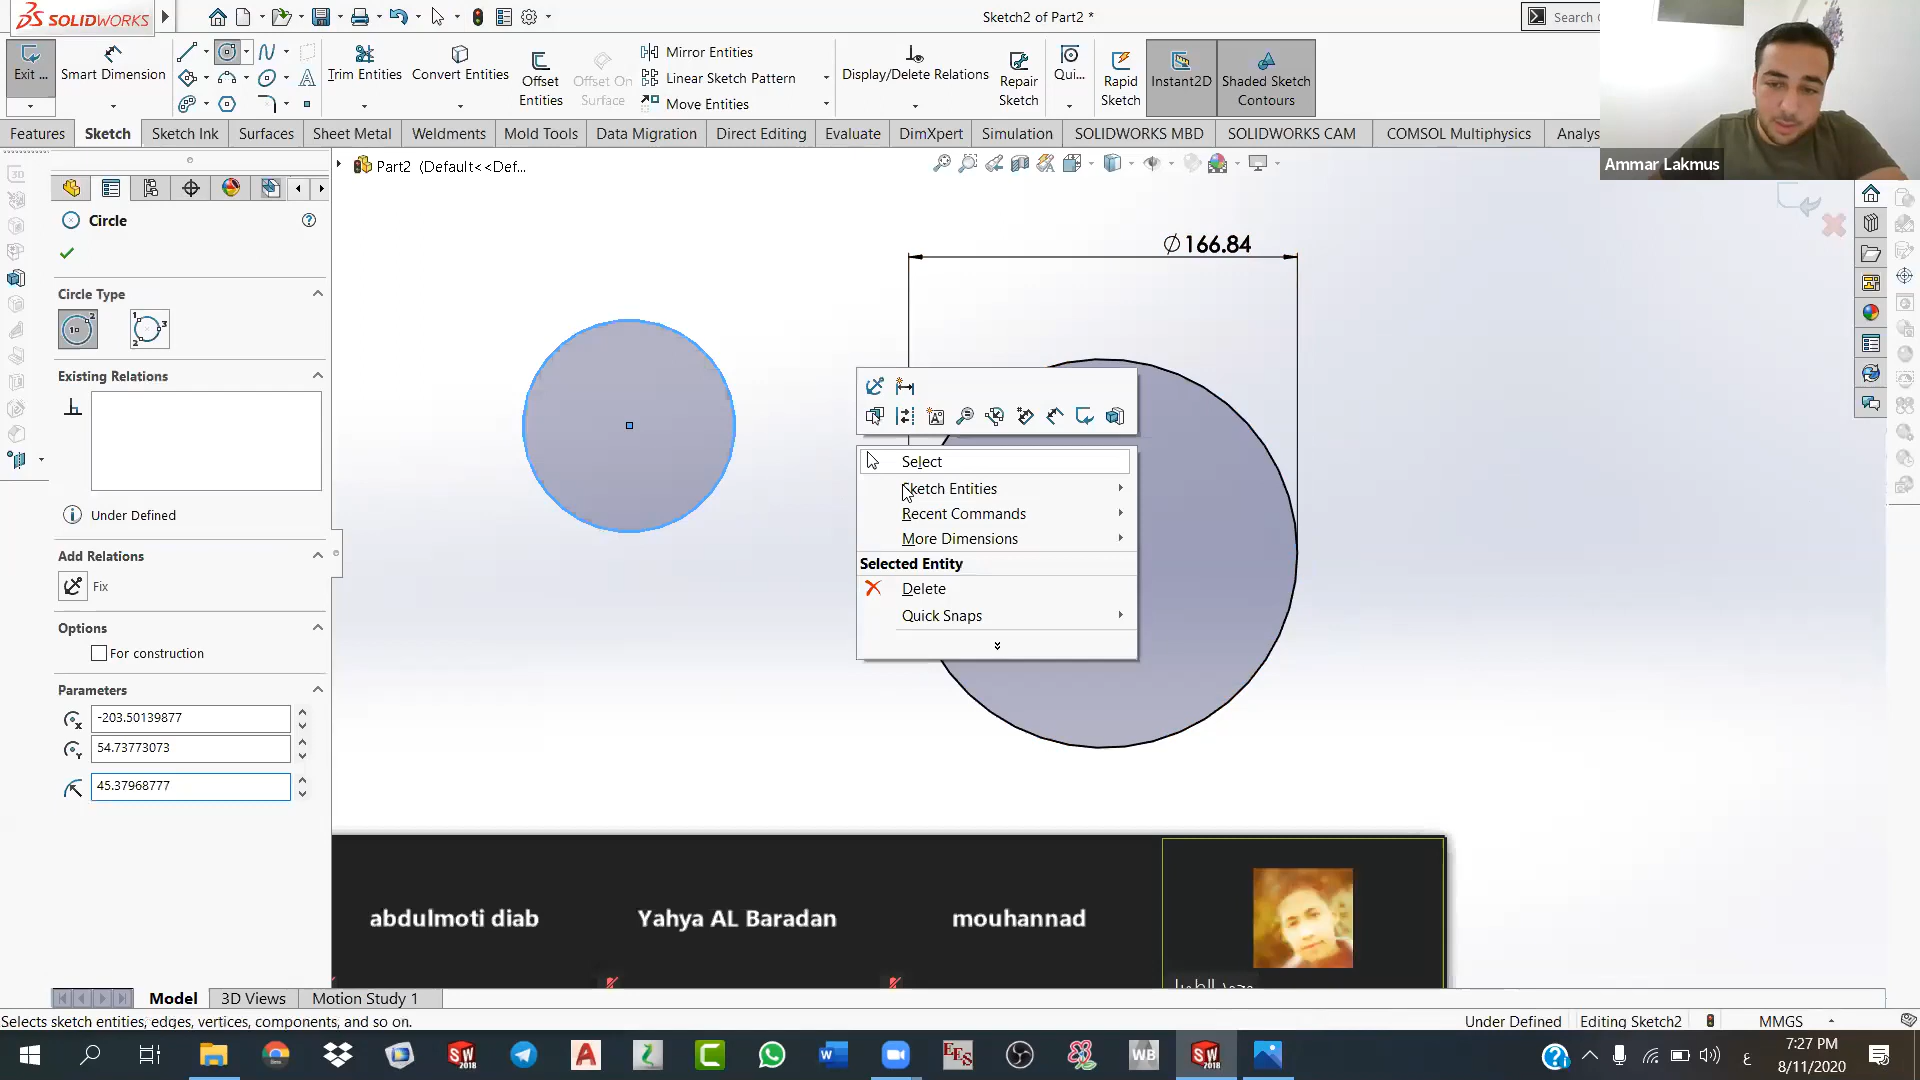 SOLIDWORKS
Sketch2 of Part2 *
Search
Exit ...
Smart Dimension
Trim Entities
Convert Entities
Offset
Entities
Offset On
Surface
Mirror Entities
Linear Sketch Pattern
Move Entities
Display/Delete Relations
Repair
Sketch
Qui...
Rapid
Sketch
Instant2D
Shaded Sketch
Contours
Ammar Lakmus
Features
Sketch
Sketch Ink
Surfaces
Sheet Metal
Weldments
Mold Tools
Data Migration
Direct Editing
Evaluate
DimXpert
Simulation
SOLIDWORKS MBD
SOLIDWORKS CAM
COMSOL Multiphysics
Analys
Part2 (Default<<Def...
Circle
Circle Type
Existing Relations
Under Defined
Add Relations
Fix
Options
For construction
Parameters
-203.50139877
54.73773073
45.37968777
∅166.84
Select
Sketch Entities
Recent Commands
More Dimensions
Selected Entity
Delete
Quick Snaps
abdulmoti diab
Yahya AL Baradan
mouhannad
Model
3D Views
Motion Study 1
Selects sketch entities, edges, vertices, components, and so on.
Under Defined
Editing Sketch2
MMGS
7:27 PM
8/11/2020